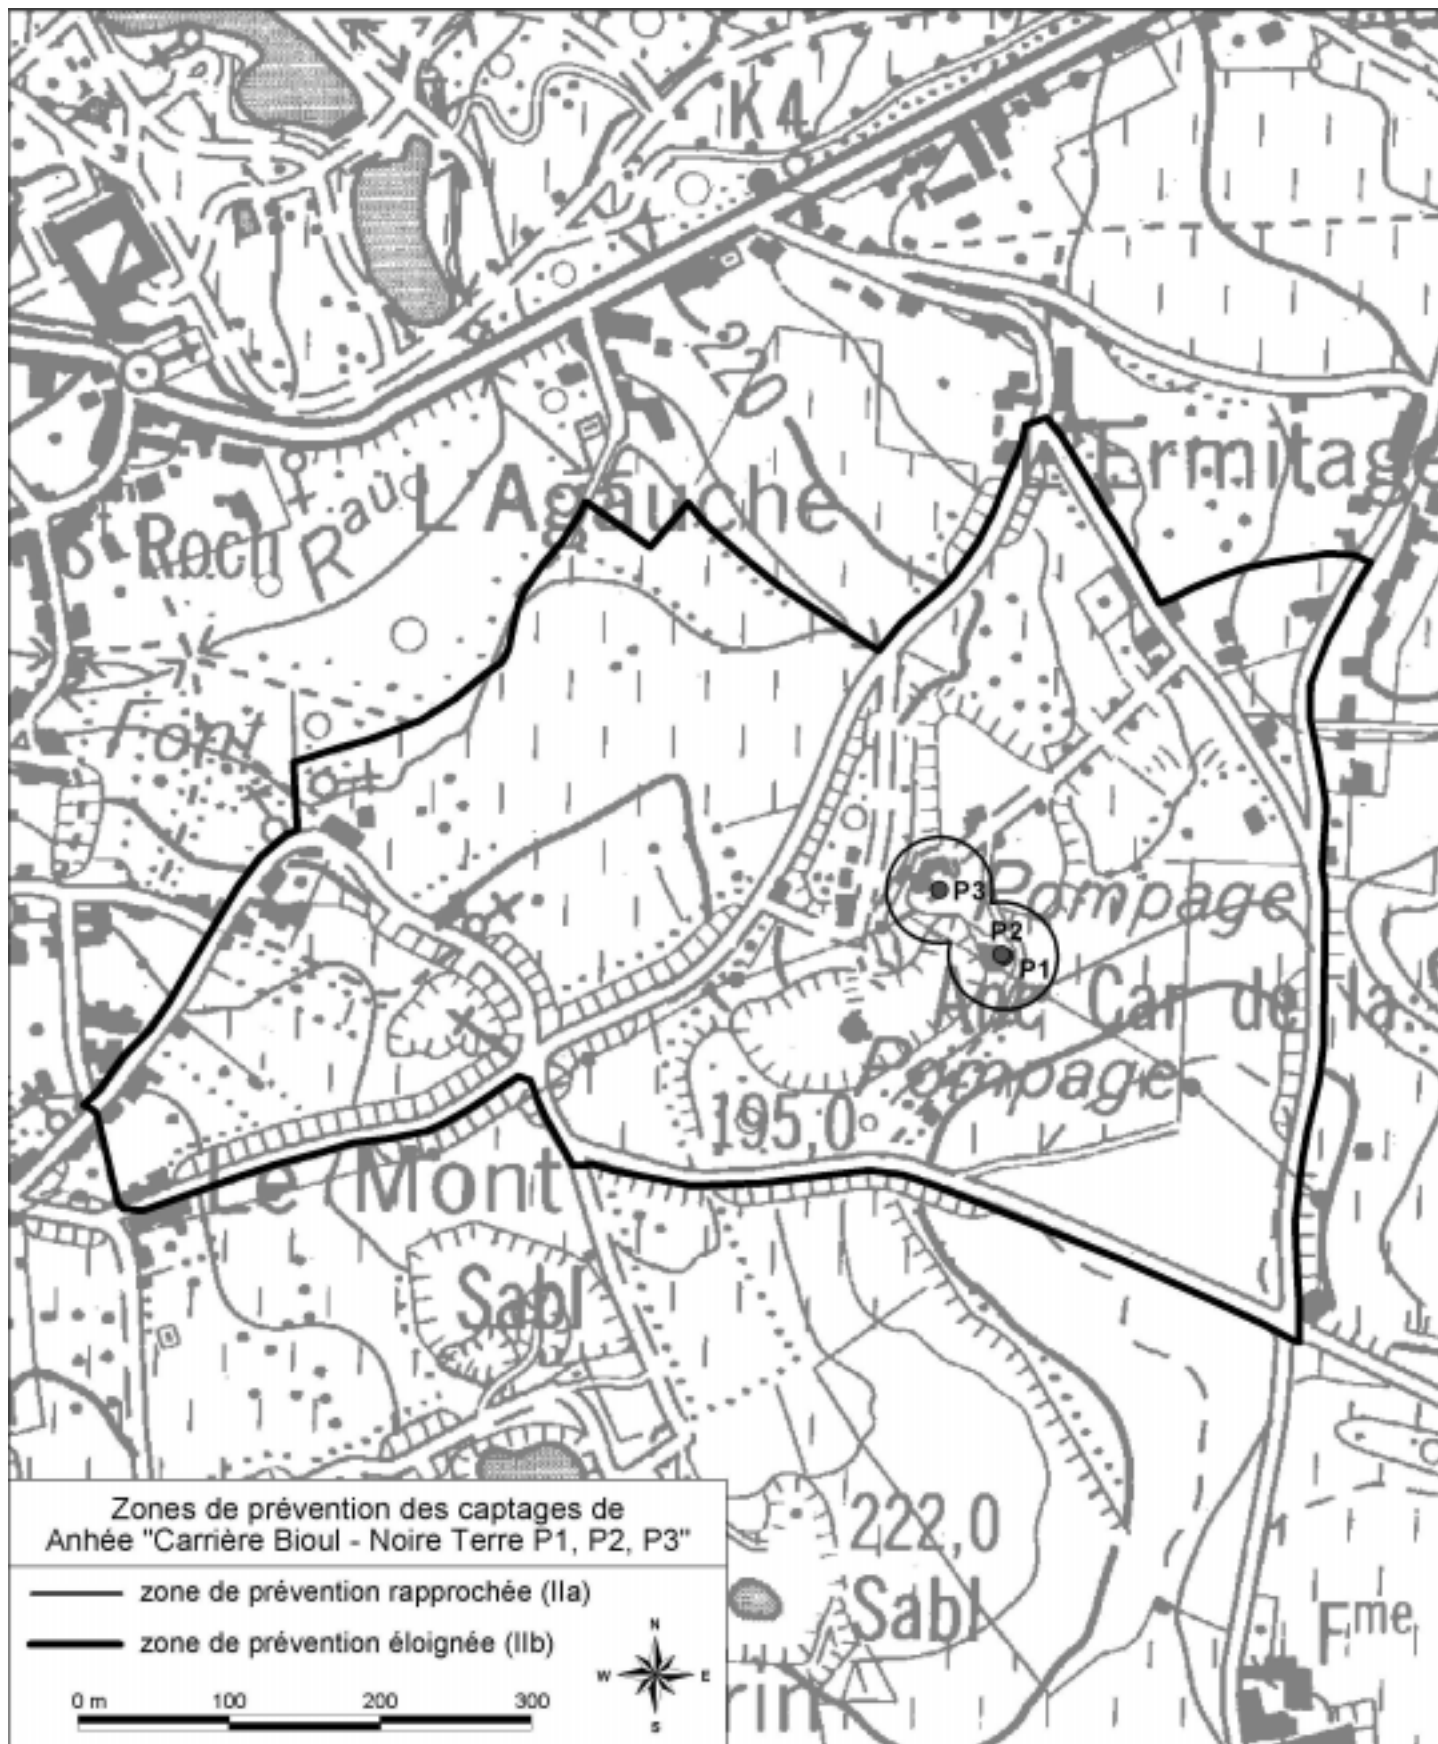 K4
220
L'Ermitage
L'Agauche
St Roch
Rau
Font
P3
Pompage
P2
P1
Anc Car de la
Pompage
195,0
Le Mont
Sabl
222,0
Sabl
Fme
Zones de prévention des captages de
Anhée "Carrière Bioul - Noire Terre P1, P2, P3"
zone de prévention rapprochée (IIa)
zone de prévention éloignée (IIb)
N
W E
S
0 m 100 200 300